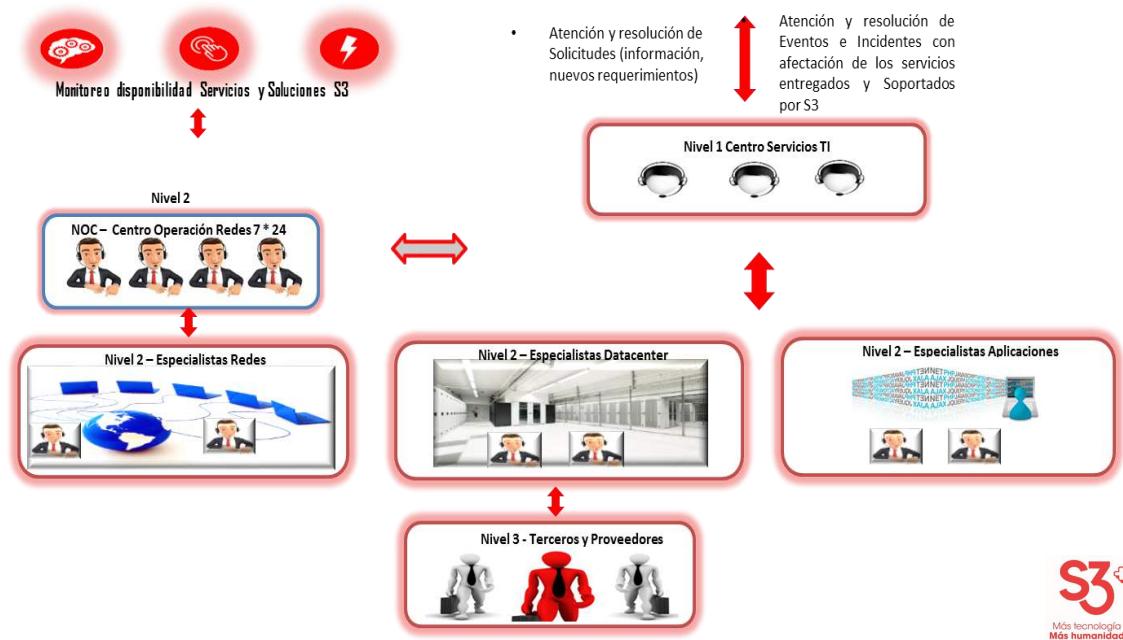 Monitoreo disponibilidad Servicios y Soluciones S3
• Atención y resolución de
Solicitudes (información,
nuevos requerimientos)
Atención y resolución de
Eventos e Incidentes con
afectación de los servicios
entregados y Soportados
por S3
Nivel 1 Centro Servicios TI
Nivel 2
NOC – Centro Operación Redes 7 * 24
Nivel 2 – Especialistas Redes
Nivel 2 – Especialistas Datacenter
Nivel 2 – Especialistas Aplicaciones
Nivel 3 - Terceros y Proveedores
S3
Más tecnología
Más humanidad